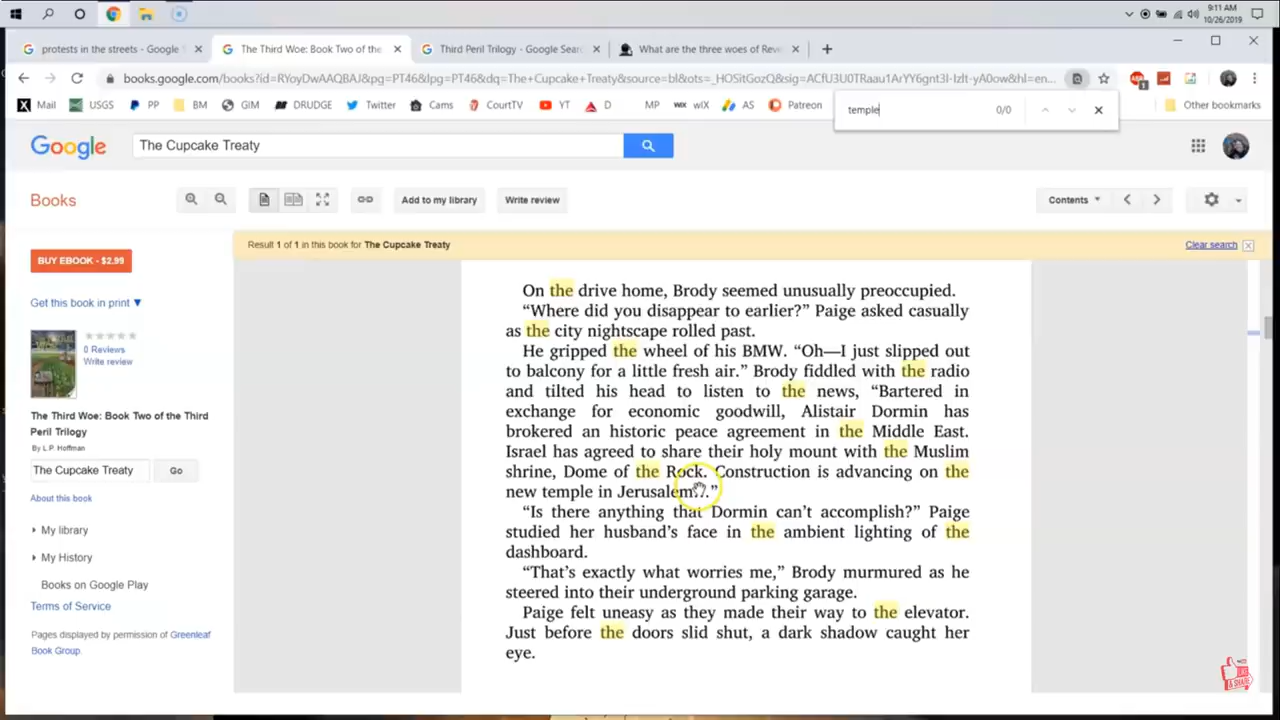 9:11 AM
10/26/2019
protests in the streets - Google S
The Third Woe: Book Two of the
Third Peril Trilogy - Google Sear
What are the three woes of Reve
books.google.com/books?id=RYoyDwAAQBAJ&pg=PT46&lpg=PT46&dq=The+Cupcake+Treaty&source=bl&ots=_HOSitGozQ&sig=ACfU3U0TRaau1ArYY6gnt3I-Izlt-yA0ow&hl=en...
Mail USGS PP BM GIM DRUDGE Twitter Cams CourtTV YT D MP WIX wIX AS Patreon Other bookmarks
temple 0/0
Google The Cupcake Treaty
Books Add to my library Write review Contents
Result 1 of 1 in this book for The Cupcake Treaty Clear search
BUY EBOOK - $2.99
Get this book in print ▼
0 Reviews
Write review
The Third Woe: Book Two of the Third
Peril Trilogy
By L.P. Hoffman
The Cupcake Treaty Go
About this book
My library
My History
Books on Google Play
Terms of Service
Pages displayed by permission of Greenleaf
Book Group.
On the drive home, Brody seemed unusually preoccupied.
“Where did you disappear to earlier?” Paige asked casually
as the city nightscape rolled past.
He gripped the wheel of his BMW. “Oh—I just slipped out
to balcony for a little fresh air.” Brody fiddled with the radio
and tilted his head to listen to the news, “Bartered in
exchange for economic goodwill, Alistair Dormin has
brokered an historic peace agreement in the Middle East.
Israel has agreed to share their holy mount with the Muslim
shrine, Dome of the Rock. Construction is advancing on the
new temple in Jerusalem...”
“Is there anything that Dormin can’t accomplish?” Paige
studied her husband’s face in the ambient lighting of the
dashboard.
“That’s exactly what worries me,” Brody murmured as he
steered into their underground parking garage.
Paige felt uneasy as they made their way to the elevator.
Just before the doors slid shut, a dark shadow caught her
eye.
& SHARE